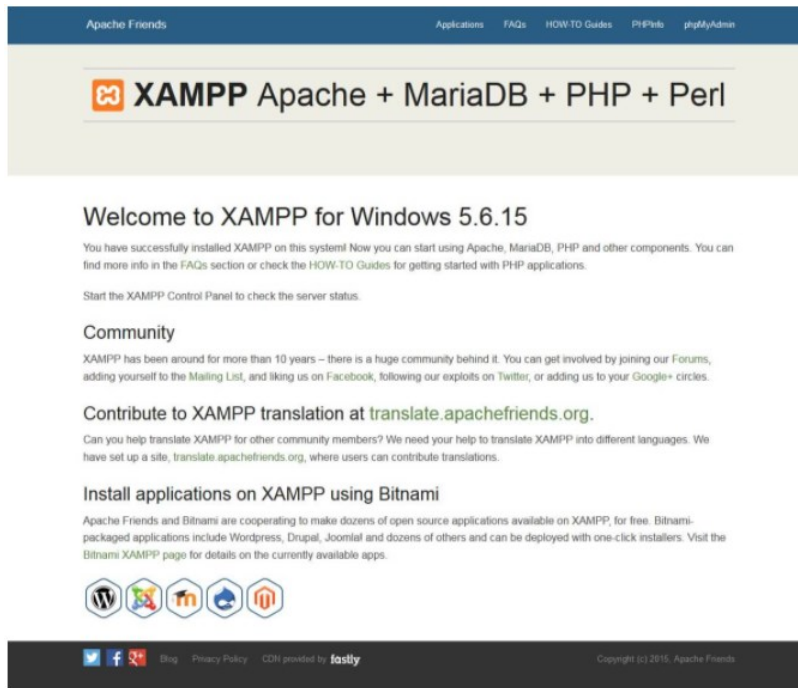 Apache Friends
Applications FAQs HOW-TO Guides PHPInfo phpMyAdmin
XAMPP Apache + MariaDB + PHP + Perl
Welcome to XAMPP for Windows 5.6.15
You have successfully installed XAMPP on this system! Now you can start using Apache, MariaDB, PHP and other components. You can
find more info in the FAQs section or check the HOW-TO Guides for getting started with PHP applications.
Start the XAMPP Control Panel to check the server status.
Community
XAMPP has been around for more than 10 years – there is a huge community behind it. You can get involved by joining our Forums,
adding yourself to the Mailing List, and liking us on Facebook, following our exploits on Twitter, or adding us to your Google+ circles.
Contribute to XAMPP translation at translate.apachefriends.org.
Can you help translate XAMPP for other community members? We need your help to translate XAMPP into different languages. We
have set up a site, translate.apachefriends.org, where users can contribute translations.
Install applications on XAMPP using Bitnami
Apache Friends and Bitnami are cooperating to make dozens of open source applications available on XAMPP, for free. Bitnami-
packaged applications include Wordpress, Drupal, Joomla! and dozens of others and can be deployed with one-click installers. Visit the
Bitnami XAMPP page for details on the currently available apps.
Blog Privacy Policy CDN provided by fastly Copyright (c) 2015, Apache Friends